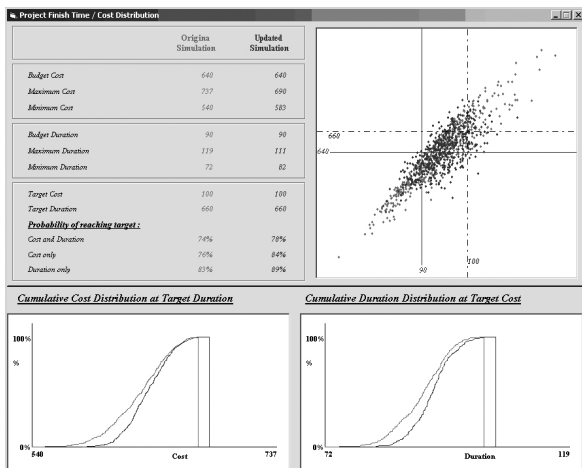 Project Finish Time / Cost Distribution
Origina Simulation
Updated Simulation
Budget Cost 640 640
Maximum Cost 737 690
Minimum Cost 540 583
Budget Duration 90 90
Maximum Duration 119 111
Minimum Duration 72 82
Target Cost 100 100
Target Duration 660 660
Probability of reaching target :
Cost and Duration 74% 78%
Cost only 76% 84%
Duration only 83% 89%
660
640
90
100
Cumulative Cost Distribution at Target Duration
100%
%
0%
540 Cost 737
Cumulative Duration Distribution at Target Cost
100%
%
0%
72 Duration 119